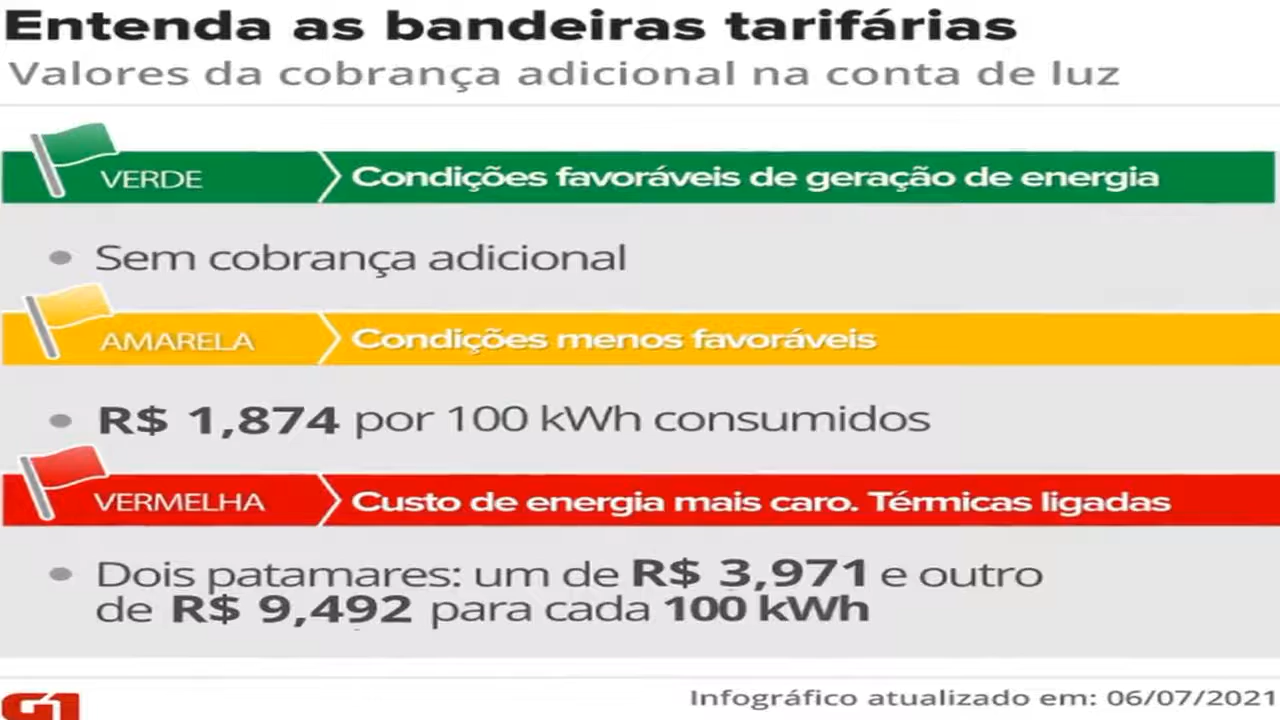 Entenda as bandeiras tarifárias
Valores da cobrança adicional na conta de luz
VERDE
Condições favoráveis de geração de energia
Sem cobrança adicional
AMARELA
Condições menos favoráveis
R$ 1,874 por 100 kWh consumidos
VERMELHA
Custo de energia mais caro. Térmicas ligadas
Dois patamares: um de R$ 3,971 e outro
de R$ 9,492 para cada 100 kWh
Infográfico atualizado em: 06/07/2021
G1